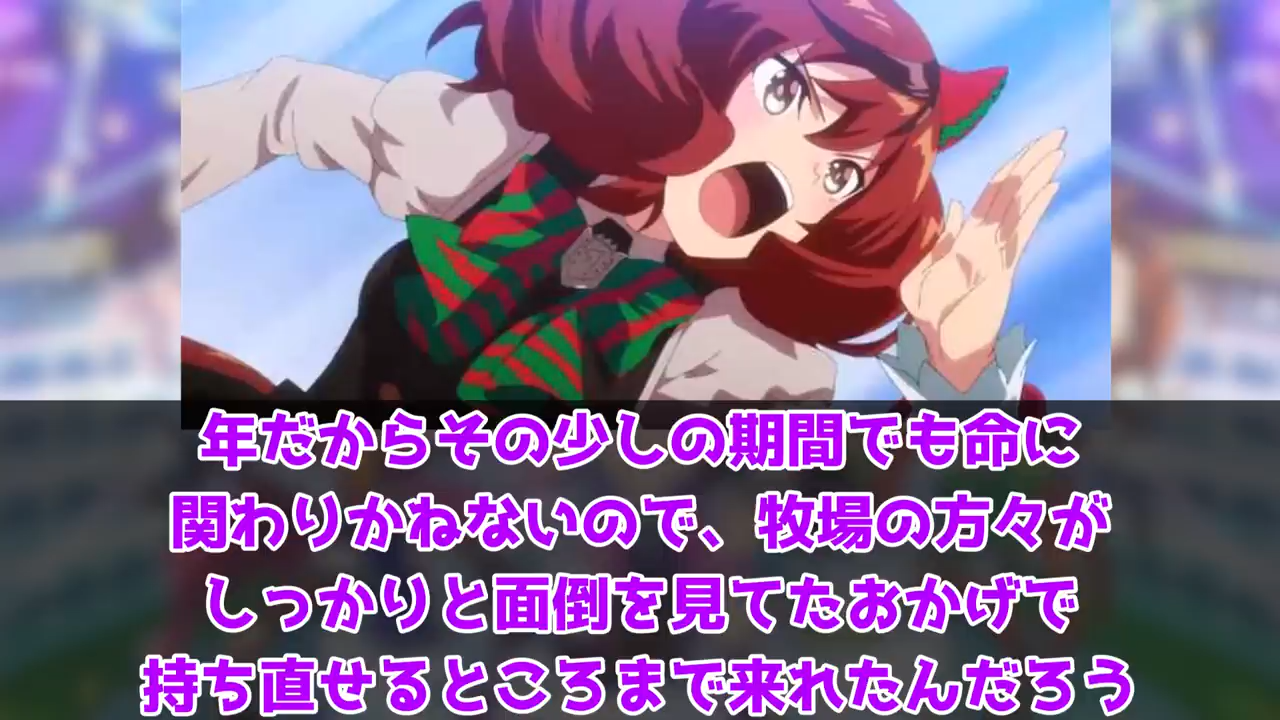 年だからその少しの期間でも命に
関わりかねないので、牧場の方々が
しっかりと面倒を見てたおかげで
持ち直せるところまで来れたんだろう